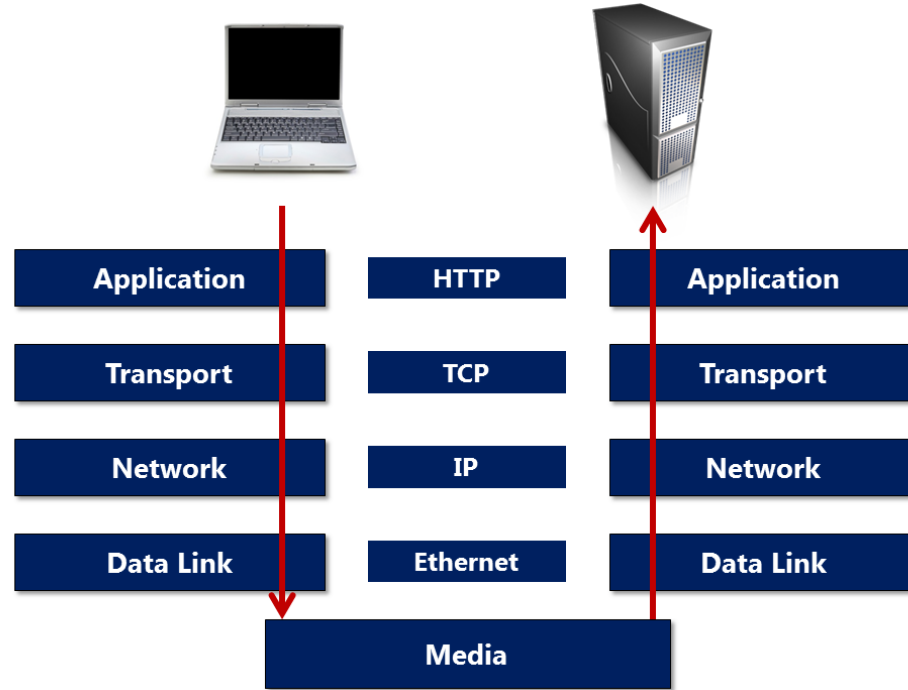 Application
HTTP
Application
Transport
TCP
Transport
Network
IP
Network
Data Link
Ethernet
Data Link
Media